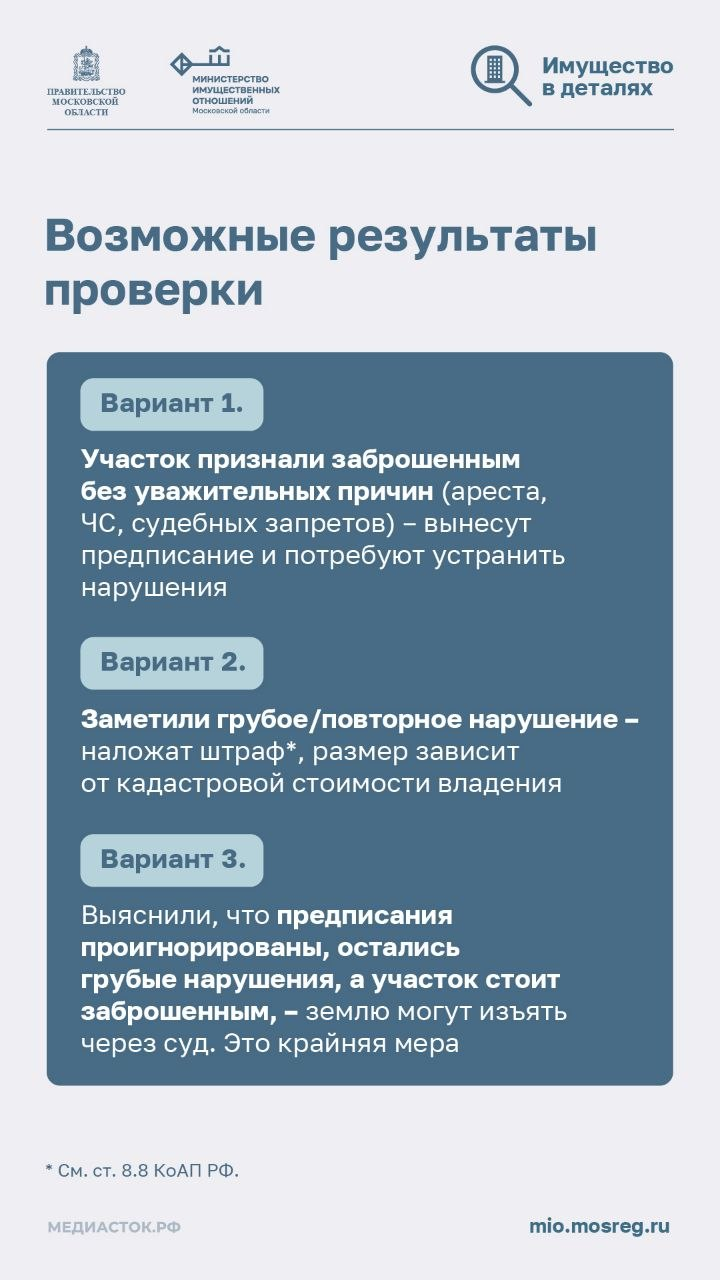 ПРАВИТЕЛЬСТВО
МОСКОВСКОЙ
ОБЛАСТИ
МИНИСТЕРСТВО
ИМУЩЕСТВЕННЫХ
ОТНОШЕНИЙ
Московской области
Имущество
в деталях
Возможные результаты
проверки
Вариант 1.
Участок признали заброшенным
без уважительных причин (ареста,
ЧС, судебных запретов) – вынесут
предписание и потребуют устранить
нарушения
Вариант 2.
Заметили грубое/повторное нарушение –
наложат штраф*, размер зависит
от кадастровой стоимости владения
Вариант 3.
Выяснили, что предписания
проигнорированы, остались
грубые нарушения, а участок стоит
заброшенным, – землю могут изъять
через суд. Это крайняя мера
* См. ст. 8.8 КоАП РФ.
МЕДИАСТОК.РФ
mio.mosreg.ru